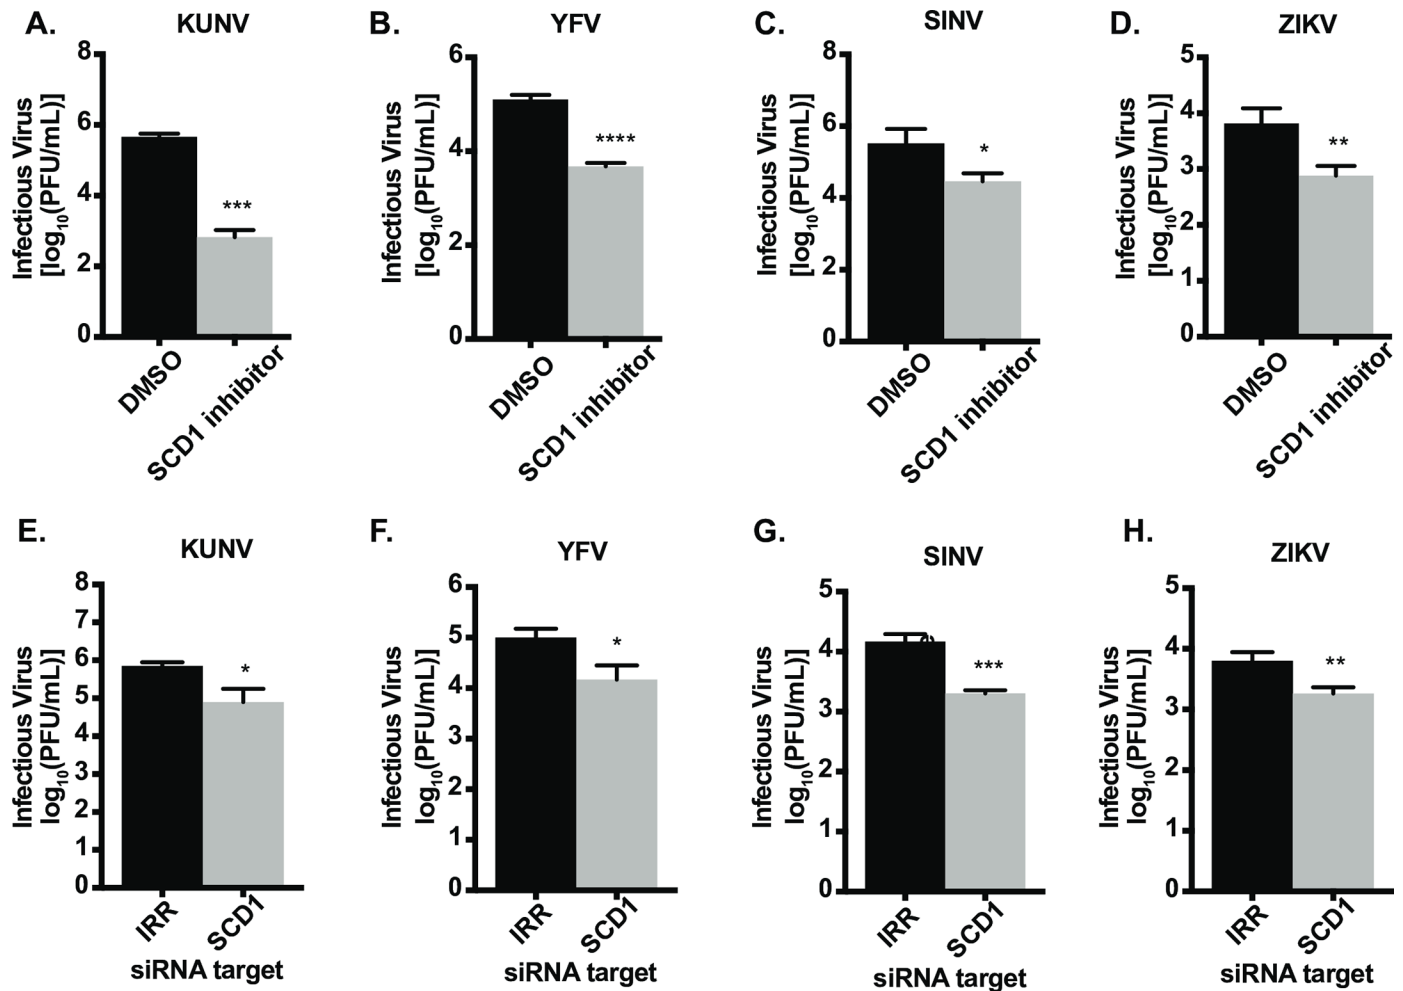 A. KUNV
Infectious Virus
[log10(PFU/mL)]
8
6
4
2
0
***
DMSO
SCD1 inhibitor
B. YFV
Infectious Virus
[log10(PFU/mL)]
6
4
2
0
****
DMSO
SCD1 inhibitor
C. SINV
Infectious Virus
[log10(PFU/mL)]
8
6
4
2
0
*
DMSO
SCD1 inhibitor
D. ZIKV
Infectious Virus
[log10(PFU/mL)]
5
4
3
2
1
0
**
DMSO
SCD1 inhibitor
E. KUNV
Infectious Virus
log10(PFU/mL)]
8
7
6
5
4
3
2
1
0
*
IRR
SCD1
siRNA target
F. YFV
Infectious Virus
log10(PFU/mL)]
6
5
4
3
2
1
0
*
IRR
SCD1
siRNA target
G. SINV
Infectious Virus
log10(PFU/mL)]
5
4
3
2
1
0
***
IRR
SCD1
siRNA target
H. ZIKV
Infectious Virus
log10(PFU/mL)]
5
4
3
2
1
0
**
IRR
SCD1
siRNA target